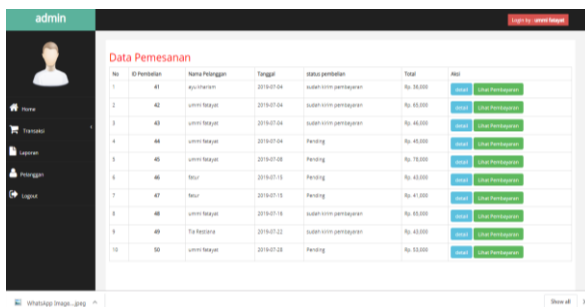 admin
Login by : ummi fatayat
Data Pemesanan
No ID Pembelian Nama Pelanggan Tanggal status pembelian Total Aksi
1 41 ayu inharishi 2019-07-04 sudah kirim pembayaran Rp. 36,000 detail Lihat Pembayaran
2 42 ummi fatayat 2019-07-04 sudah kirim pembayaran Rp. 65,000 detail Lihat Pembayaran
3 43 ummi fatayat 2019-07-04 sudah kirim pembayaran Rp. 46,000 detail Lihat Pembayaran
4 44 ummi fatayat 2019-07-04 Pending Rp. 45,000 detail Lihat Pembayaran
5 45 ummi fatayat 2019-07-08 Pending Rp. 78,000 detail Lihat Pembayaran
6 46 2019-07-15 Pending Rp. 43,000 detail Lihat Pembayaran
7 47 2019-07-15 Pending Rp. 41,000 detail Lihat Pembayaran
8 48 ummi fatayat 2019-07-18 sudah kirim pembayaran Rp. 65,000 detail Lihat Pembayaran
9 49 Tia Restiana 2019-07-22 sudah kirim pembayaran Rp. 43,000 detail Lihat Pembayaran
10 50 ummi fatayat 2019-07-28 Pending Rp. 53,000 detail Lihat Pembayaran
Home
Transaksi
Laporan
Pelanggan
Logout
WhatsApp Image....jpeg
Show all